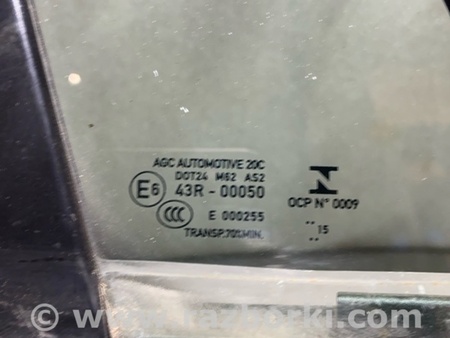 AGC AUTOMOTIVE 20C
DOT24 M62 AS2
E6 43R-00050
CCC E 000255
TRANSP.70%MIN.
N
OCP N° 0009
15